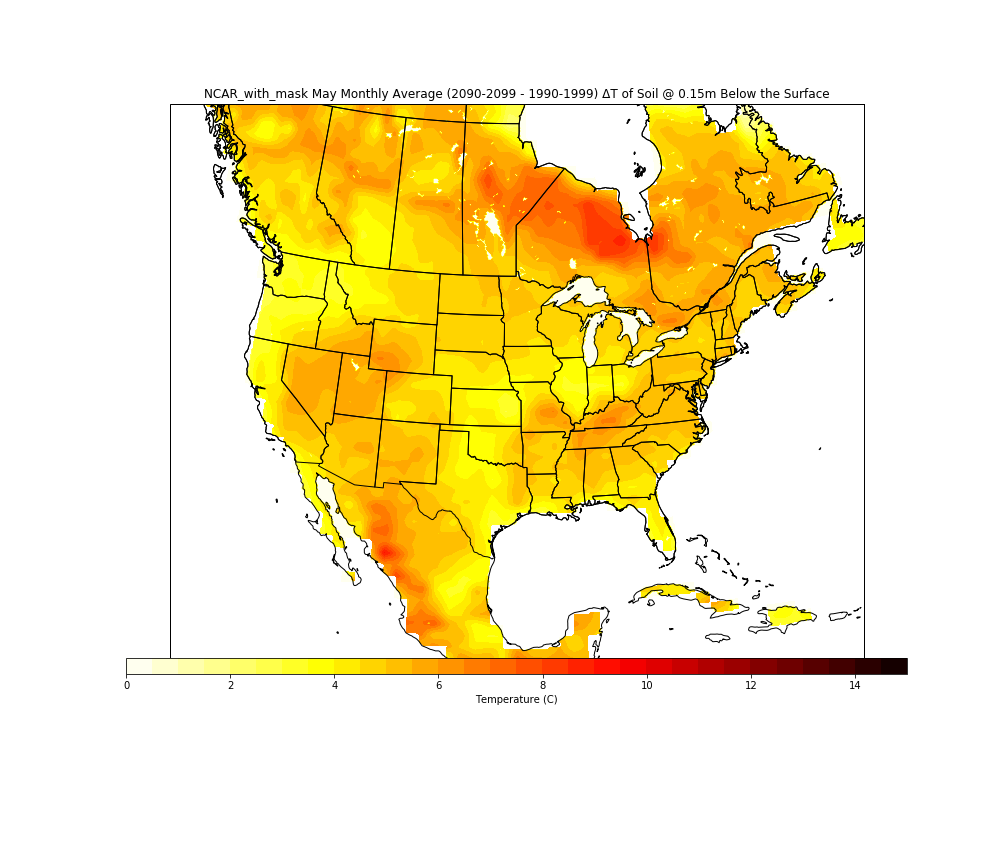 NCAR_with_mask May Monthly Average (2090-2099 - 1990-1999) ΔT of Soil @ 0.15m Below the Surface
0 2 4 6 8 10 12 14
Temperature (C)